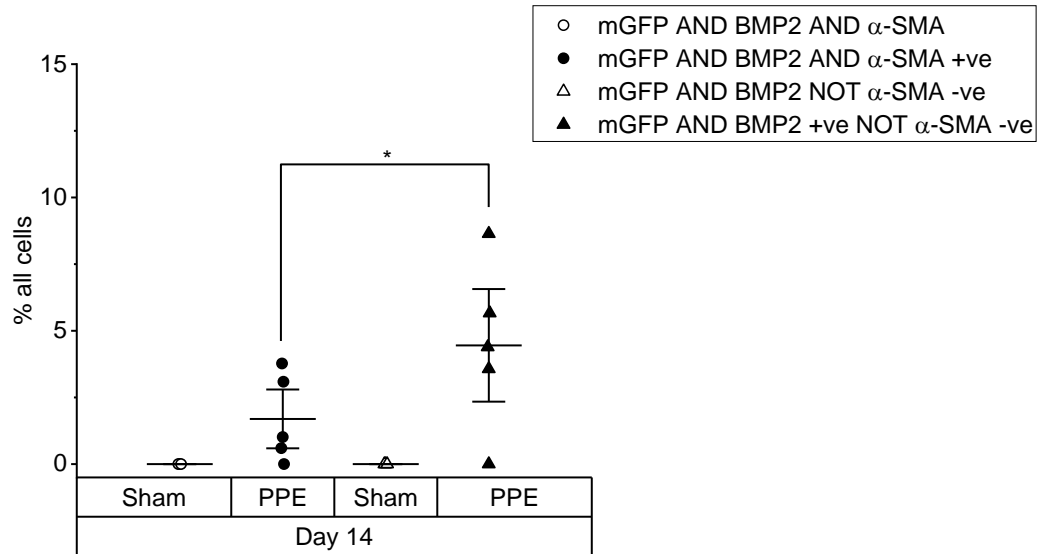 mGFP AND BMP2 AND α-SMA
mGFP AND BMP2 AND α-SMA +ve
mGFP AND BMP2 NOT α-SMA -ve
mGFP AND BMP2 +ve NOT α-SMA -ve
15
10
5
0
% all cells
*
Sham PPE Sham PPE
Day 14